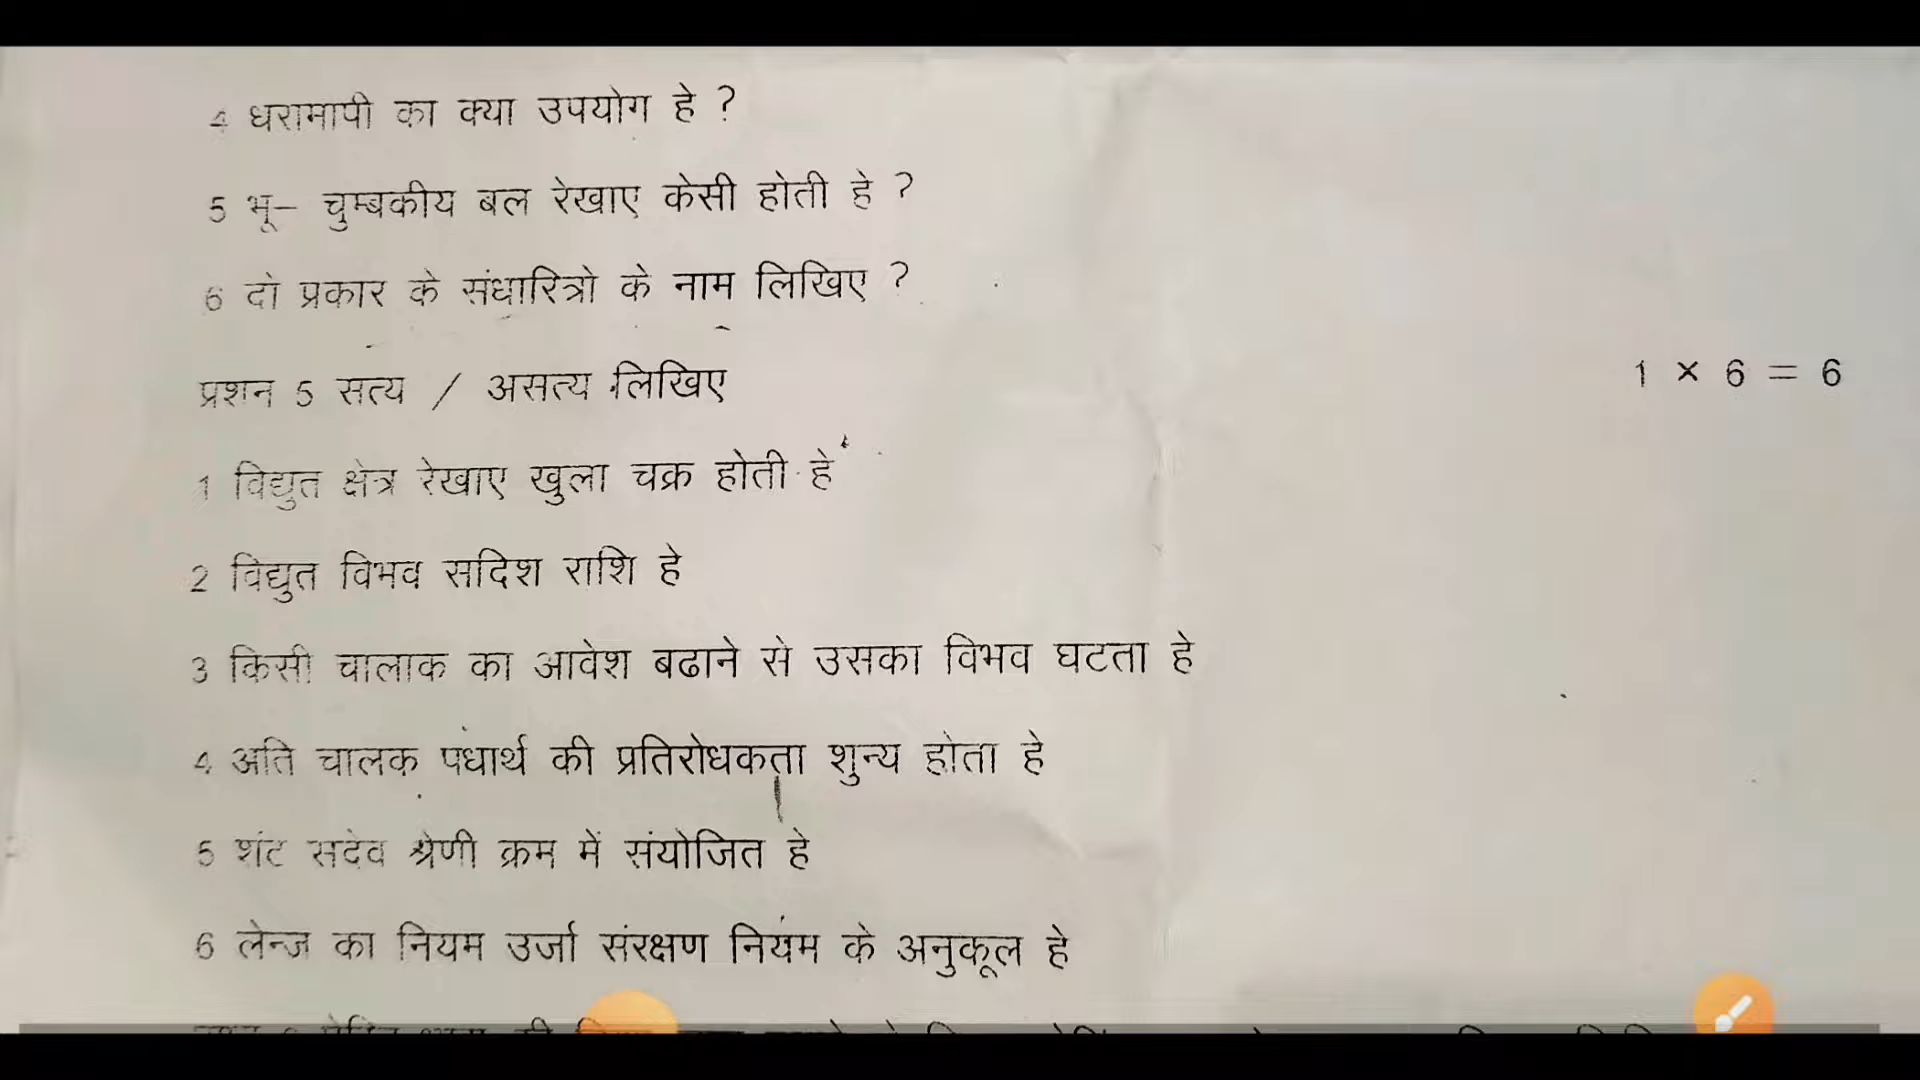 4 धरामापी का क्या उपयोग हे ?
5 भू– चुम्बकीय बल रेखाए केसी होती हे ?
6 दो प्रकार के संधारित्रो के नाम लिखिए ?
प्रशन 5 सत्य / असत्य लिखिए 1 × 6 = 6
1 विद्युत क्षेत्र रेखाए खुला चक्र होती हे
2 विद्युत विभव सदिश राशि हे
3 किसी चालाक का आवेश बढाने से उसका विभव घटता हे
4 अति चालक पधार्थ की प्रतिरोधकता शुन्य होता हे
5 शंट सदेव श्रेणी क्रम में संयोजित हे
6 लेन्ज का नियम उर्जा संरक्षण नियम के अनुकूल हे